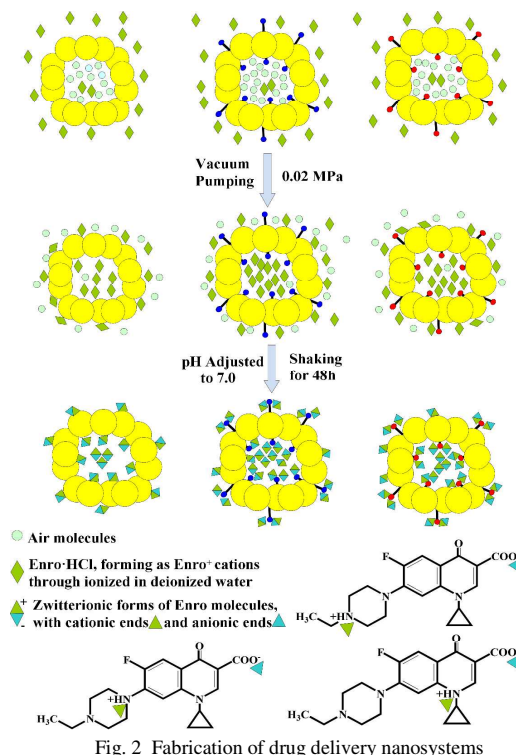 Vacuum
Pumping
0.02 MPa
pH Adjusted
to 7.0
Shaking
for 48h
Air molecules
Enro·HCl, forming as Enro⁺ cations
through ionized in deionized water
+ Zwitterionic forms of Enro molecules,
- with cationic ends and anionic ends
F
O
COO⁻
N
N
+HN
H₃C
F
O
COO⁻
+HN
N
N
H₃C
F
O
COO⁻
N
N
+HN
H₃C
Fig. 2 Fabrication of drug delivery nanosystems